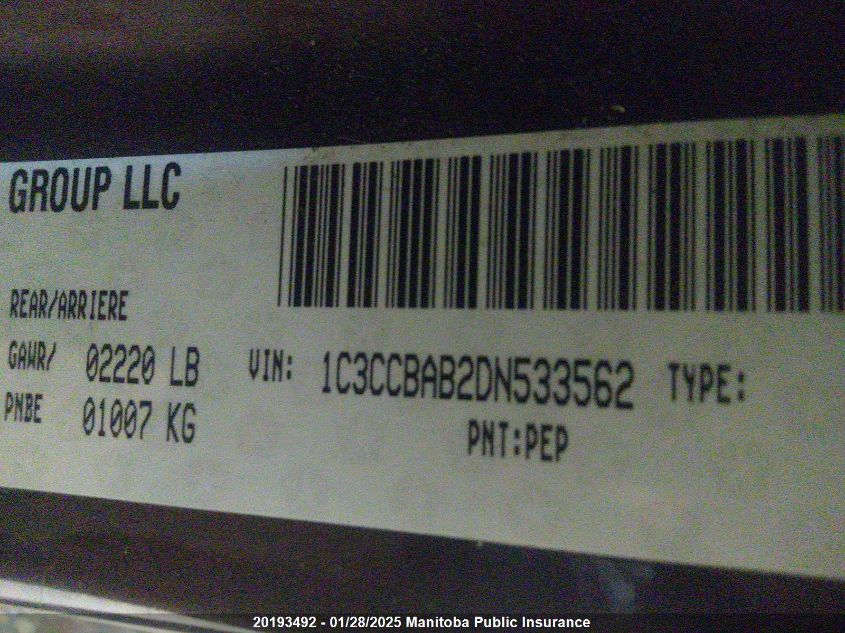 GROUP LLC
REAR/ARRIERE
GAWR/ 02220 LB
PNBE 01007 KG
VIN: 1C3CCBAB2DN533562 TYPE:
PNT:PEP
20193492 - 01/28/2025 Manitoba Public Insurance